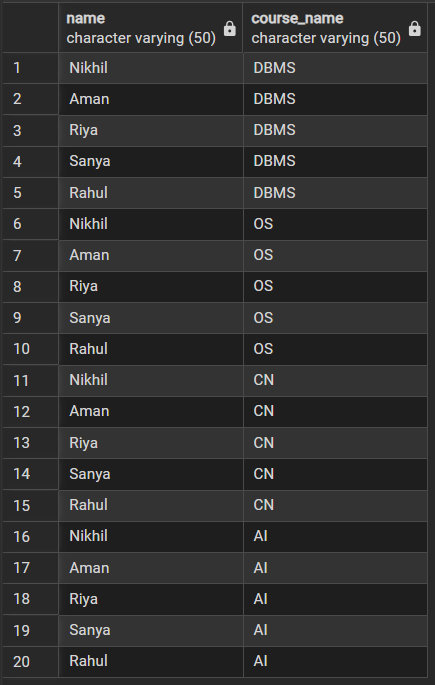 name course_name
character varying (50) character varying (50)
1 Nikhil DBMS
2 Aman DBMS
3 Riya DBMS
4 Sanya DBMS
5 Rahul DBMS
6 Nikhil OS
7 Aman OS
8 Riya OS
9 Sanya OS
10 Rahul OS
11 Nikhil CN
12 Aman CN
13 Riya CN
14 Sanya CN
15 Rahul CN
16 Nikhil AI
17 Aman AI
18 Riya AI
19 Sanya AI
20 Rahul AI